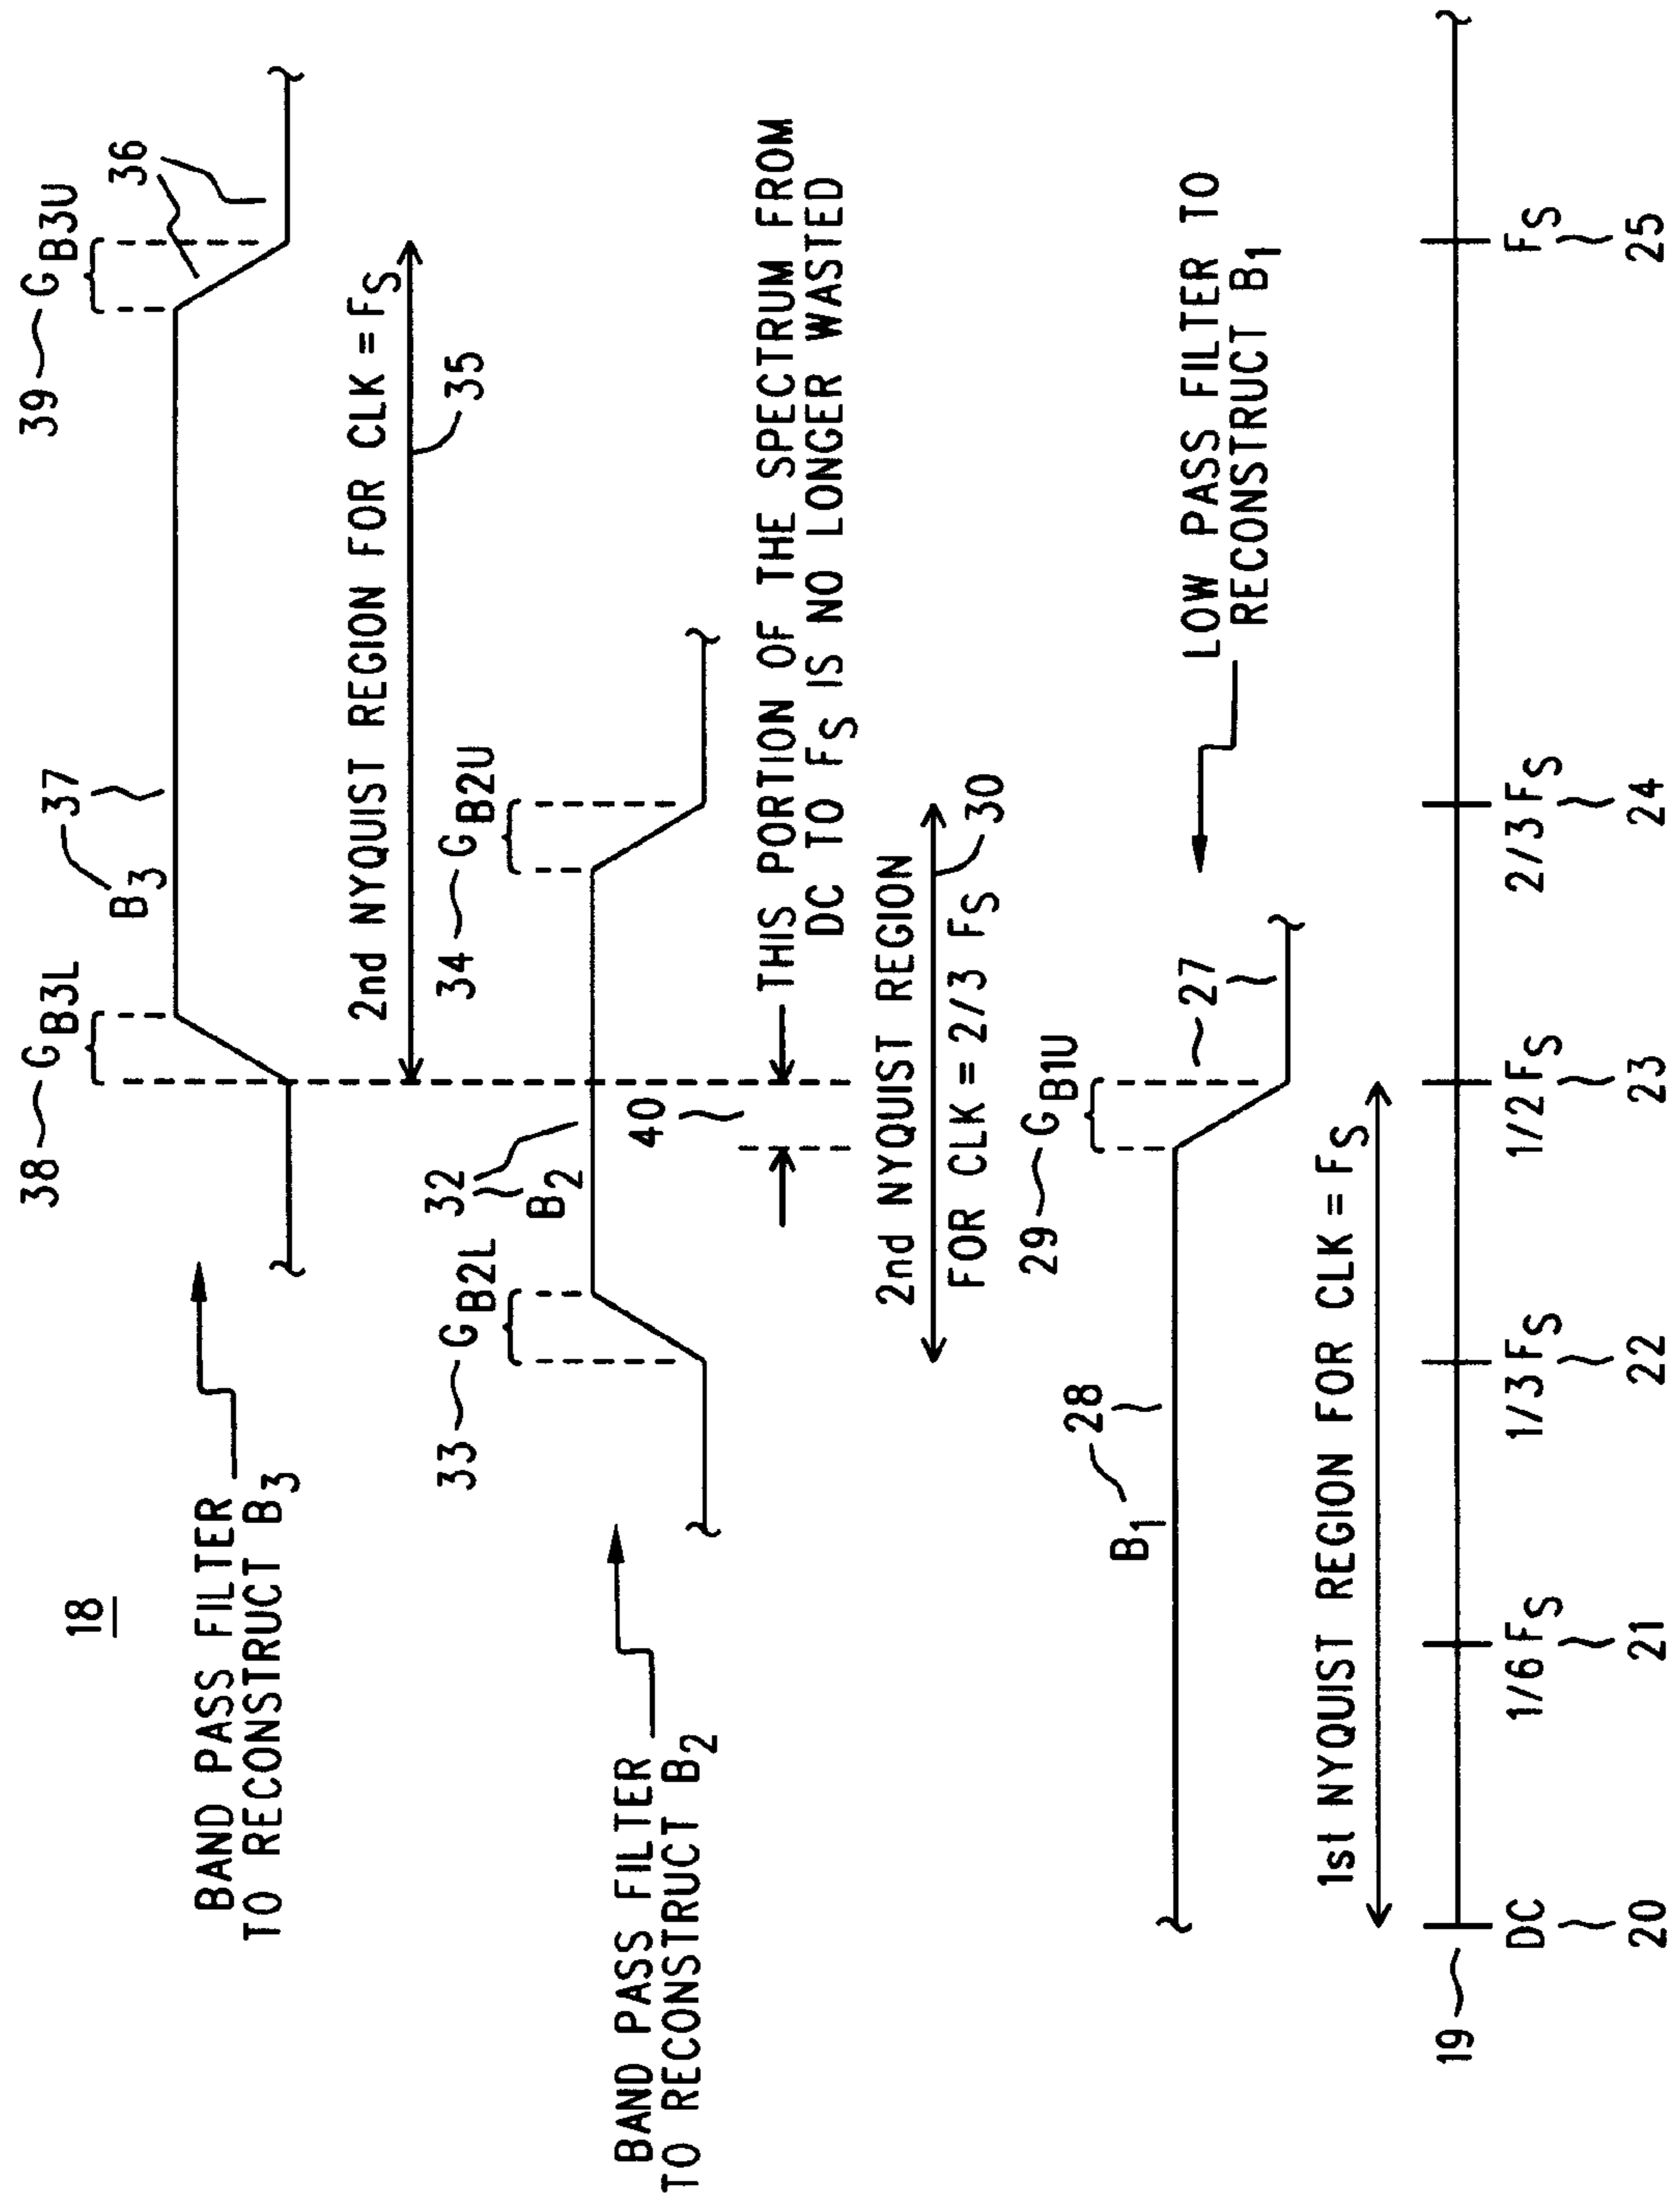 18
39 GB3U
36
38 GB3L
B3 37
BAND PASS FILTER
TO RECONSTRUCT B3
2nd NYQUIST REGION FOR CLK = FS
35
33 GB2L
34 GB2U
32
B2
BAND PASS FILTER
TO RECONSTRUCT B2
40
THIS PORTION OF THE SPECTRUM FROM
DC TO FS IS NO LONGER WASTED
2nd NYQUIST REGION
FOR CLK = 2/3 FS
30
29 GB1U
B1 28
27
LOW PASS FILTER TO
RECONSTRUCT B1
1st NYQUIST REGION FOR CLK = FS
19
DC 1/6 FS 1/3 FS 1/2 FS 2/3 FS FS
20 21 22 23 24 25